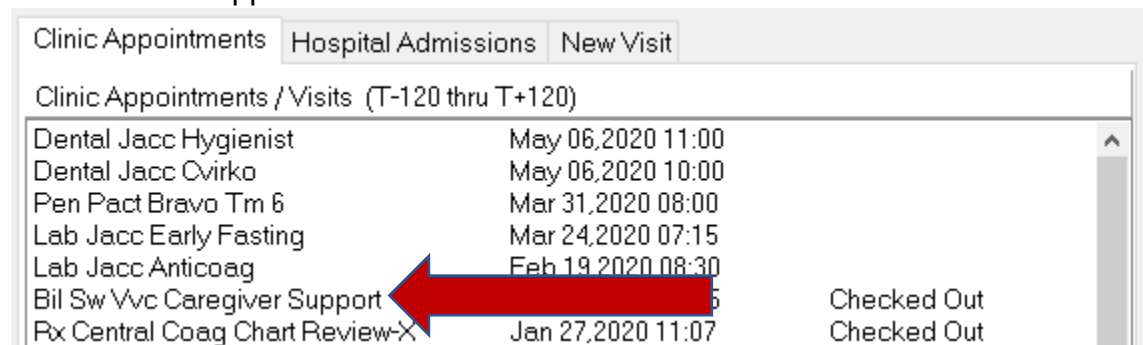 Clinic Appointments Hospital Admissions New Visit
Clinic Appointments / Visits (T-120 thru T+120)
Dental Jacc Hygienist May 06,2020 11:00
Dental Jacc Cvirko May 06,2020 10:00
Pen Pact Bravo Tm 6 Mar 31,2020 08:00
Lab Jacc Early Fasting Mar 24,2020 07:15
Lab Jacc Anticoag Feb 19,2020 08:30
Bil Sw Vvc Caregiver Support Checked Out
Rx Central Coag Chart Review-X Jan 27,2020 11:07 Checked Out